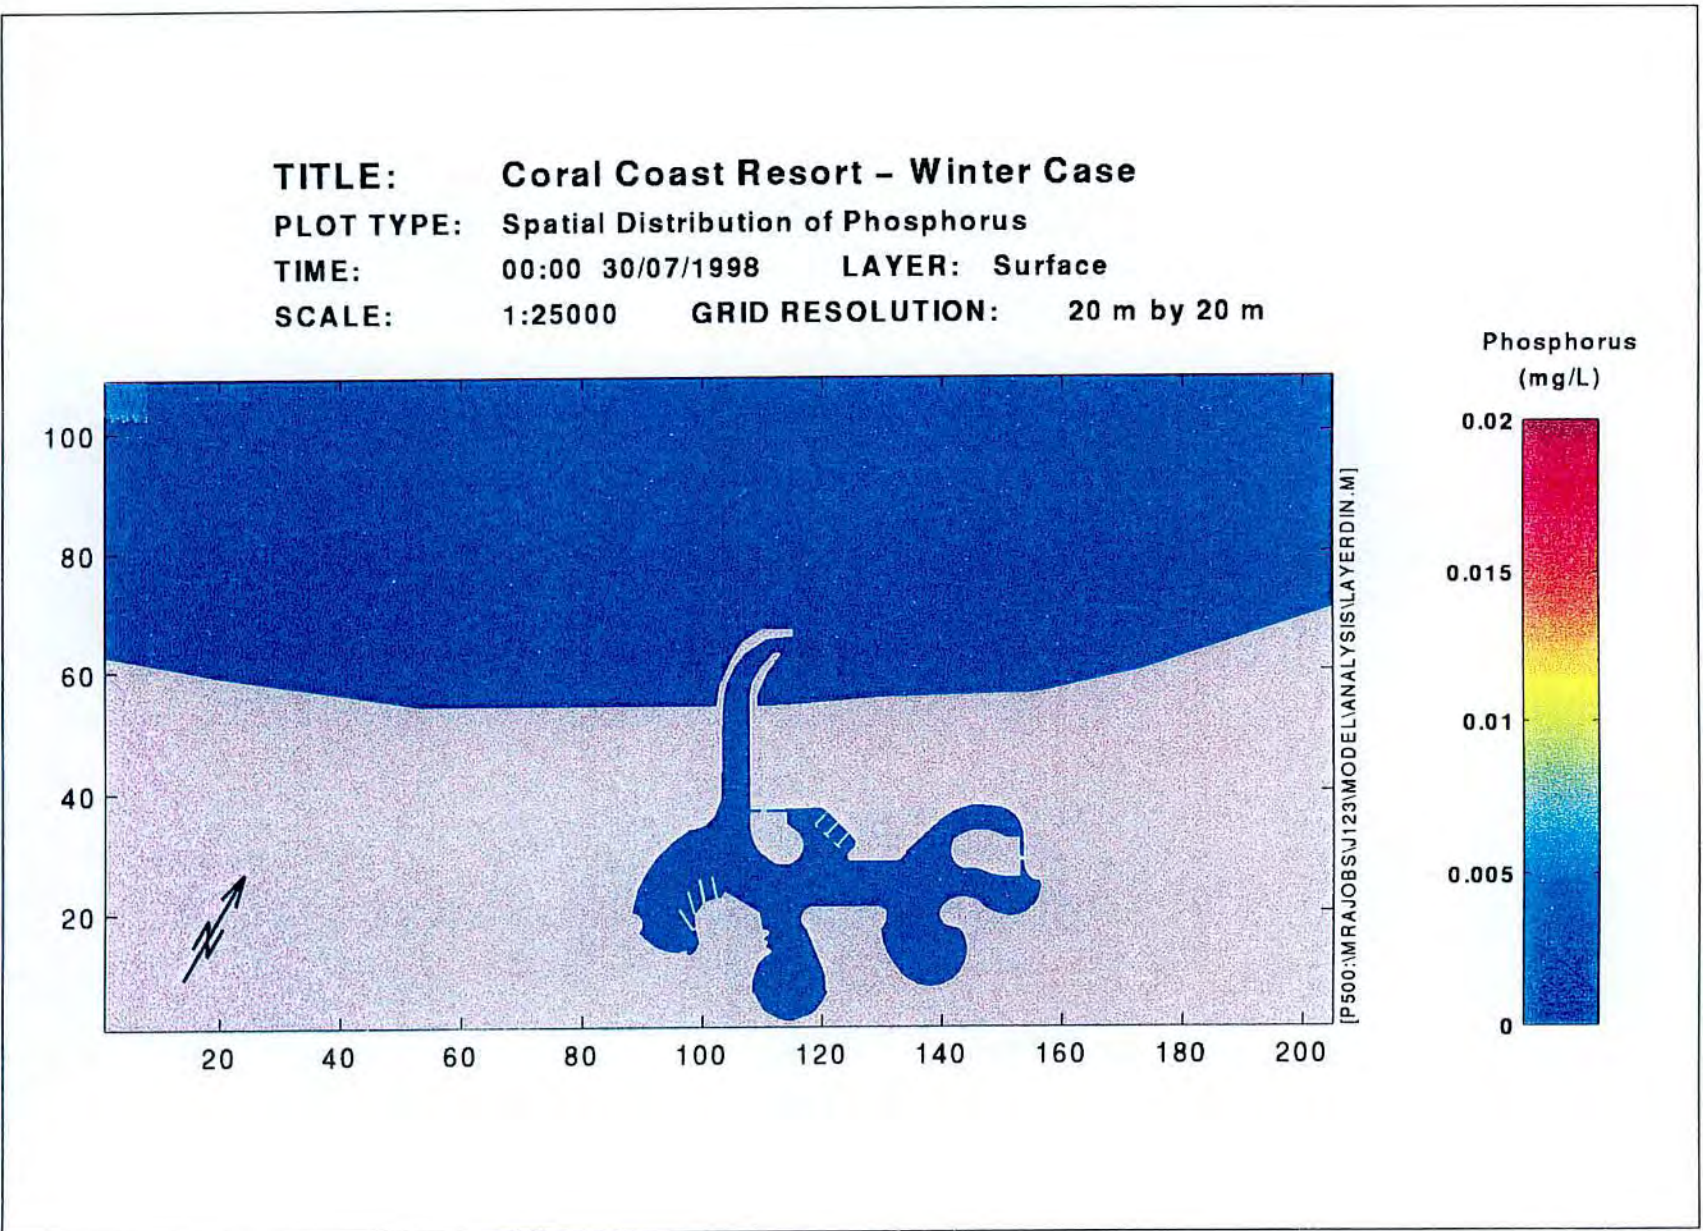 TITLE: Coral Coast Resort – Winter Case
PLOT TYPE: Spatial Distribution of Phosphorus
TIME: 00:00 30/07/1998 LAYER: Surface
SCALE: 1:25000 GRID RESOLUTION: 20 m by 20 m
Phosphorus
(mg/L)
0.02
0.015
0.01
0.005
0
100
80
60
40
20
20 40 60 80 100 120 140 160 180 200
[P500:\MRAJOBS\J123\MODEL\ANALYSIS\LAYERDIN.M]